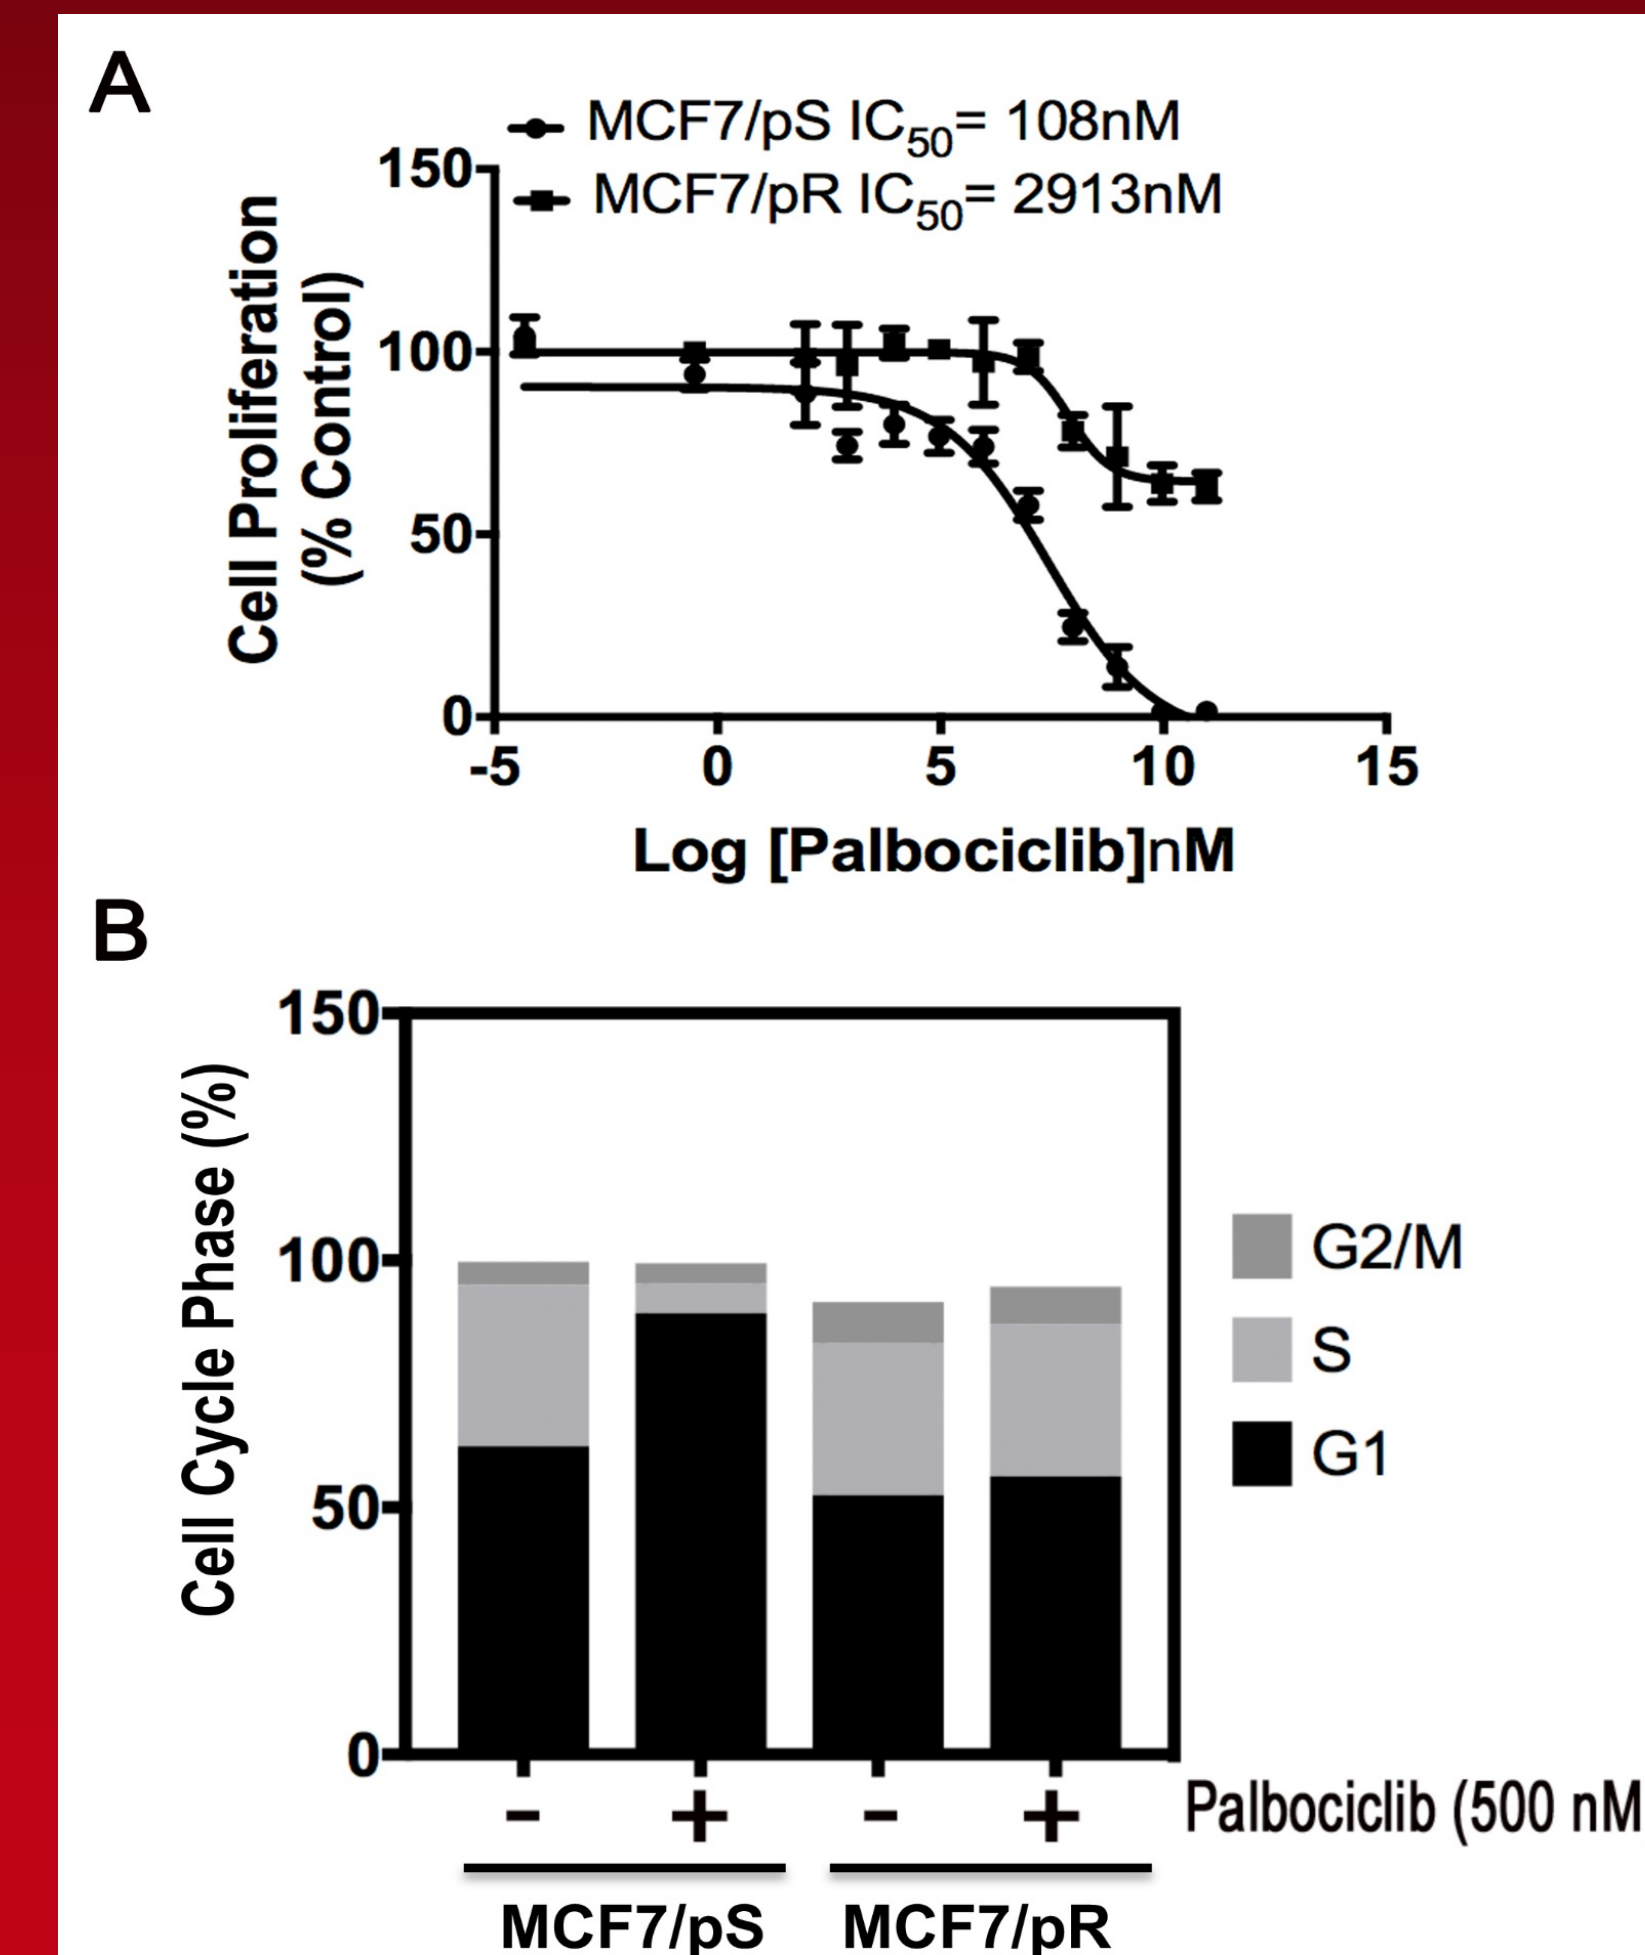 A
MCF7/pS IC50= 108nM
MCF7/pR IC50= 2913nM
Cell Proliferation
(% Control)
150
100
50
0
-5 0 5 10 15
Log [Palbociclib]nM
B
Cell Cycle Phase (%)
150
100
50
0
G2/M
S
G1
- + - + Palbociclib (500 nM
MCF7/pS MCF7/pR